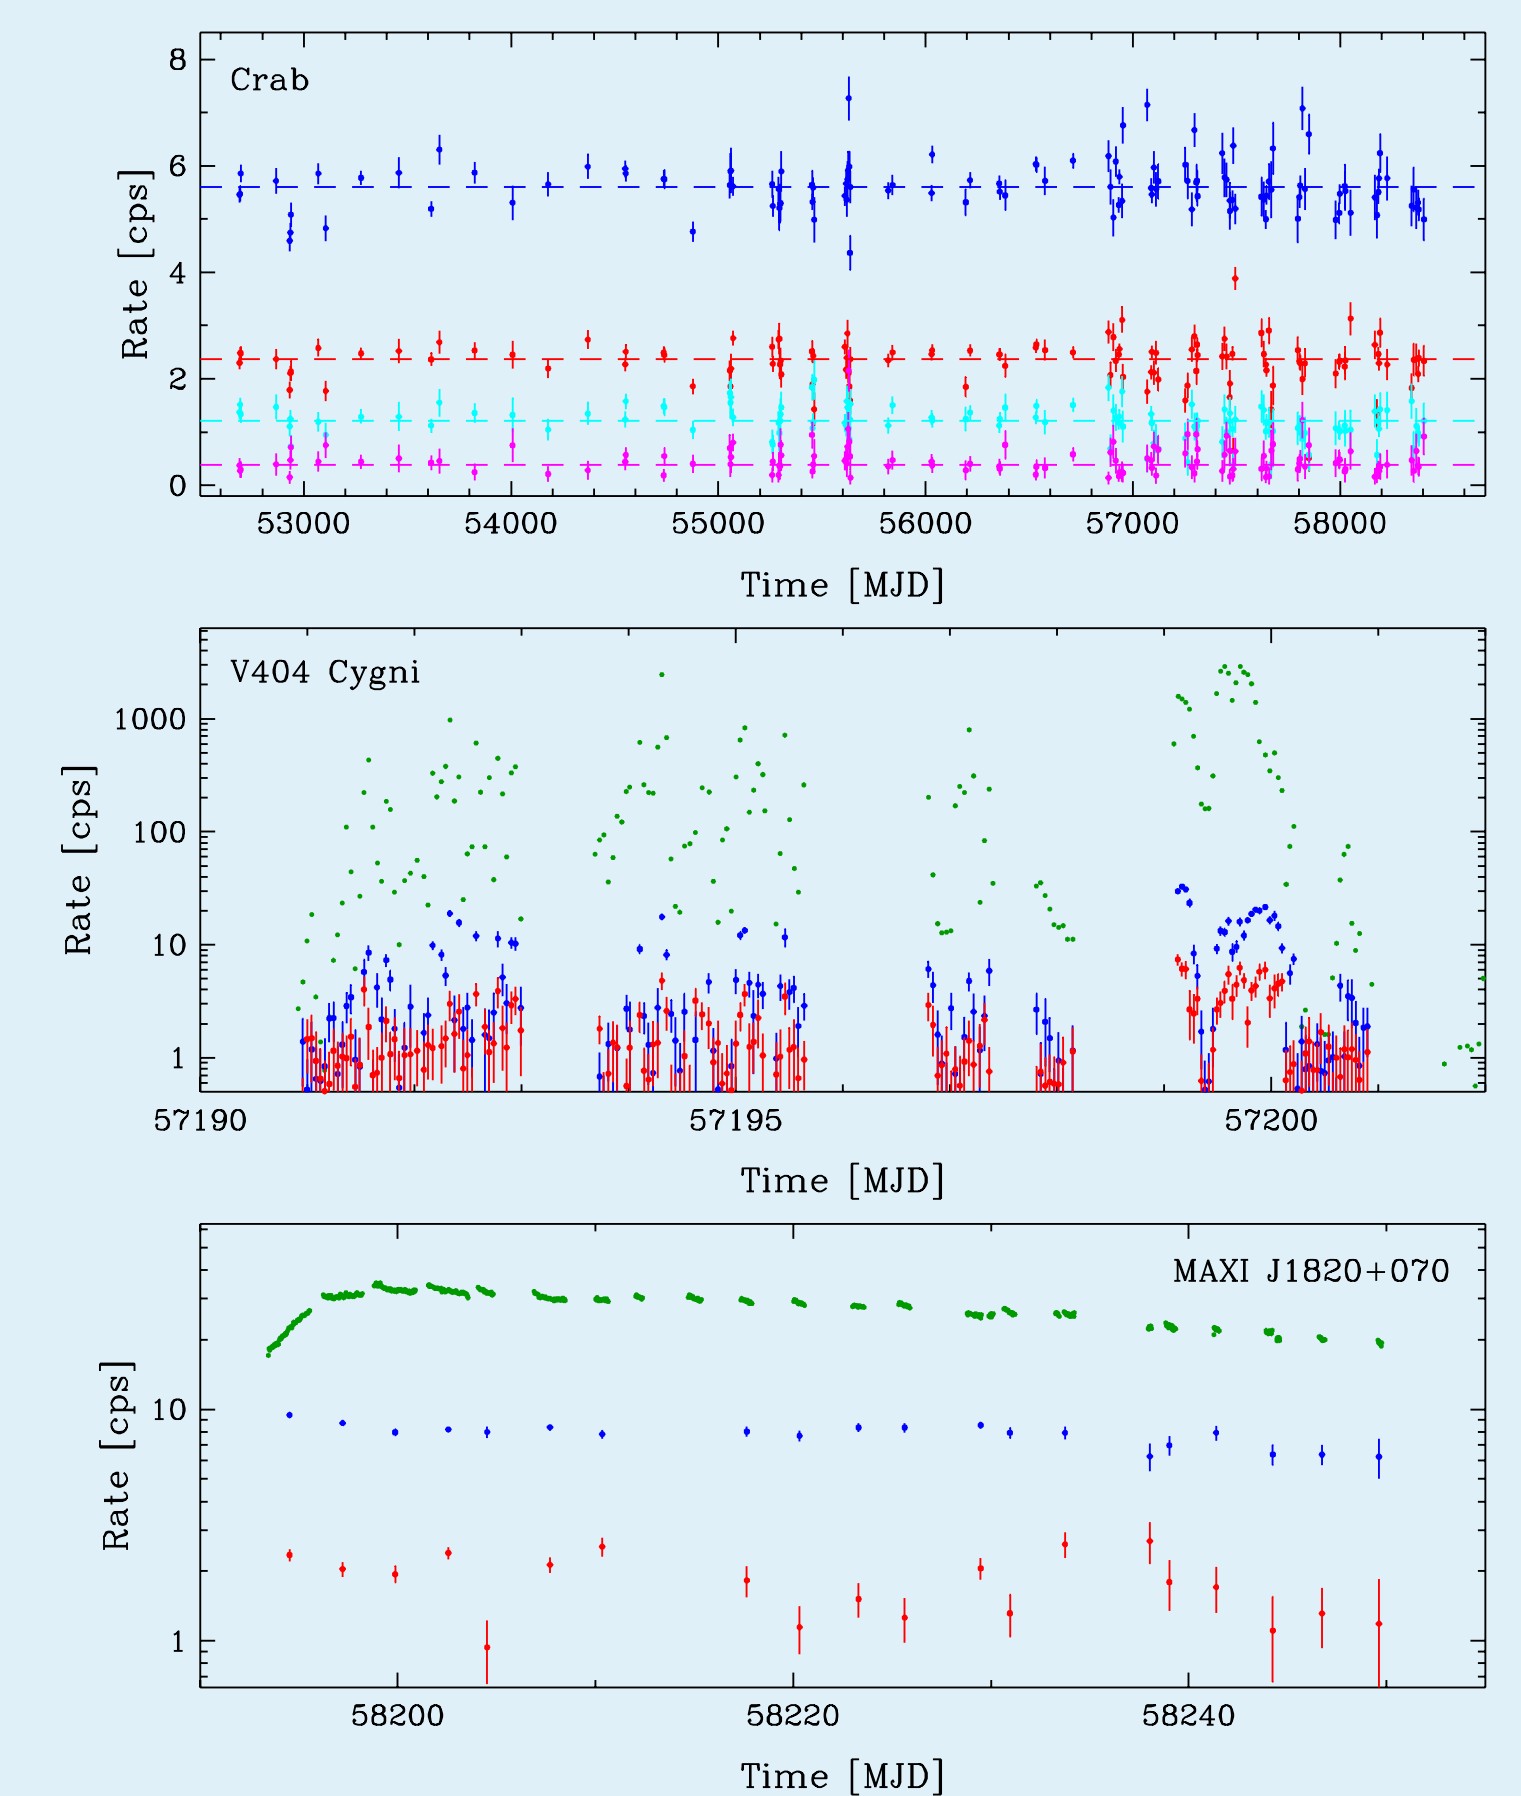 8
Crab
6
4
2
0
Rate [cps]
53000 54000 55000 56000 57000 58000
Time [MJD]
V404 Cygni
1000
100
10
1
Rate [cps]
57190 57195 57200
Time [MJD]
MAXI J1820+070
10
1
Rate [cps]
58200 58220 58240
Time [MJD]